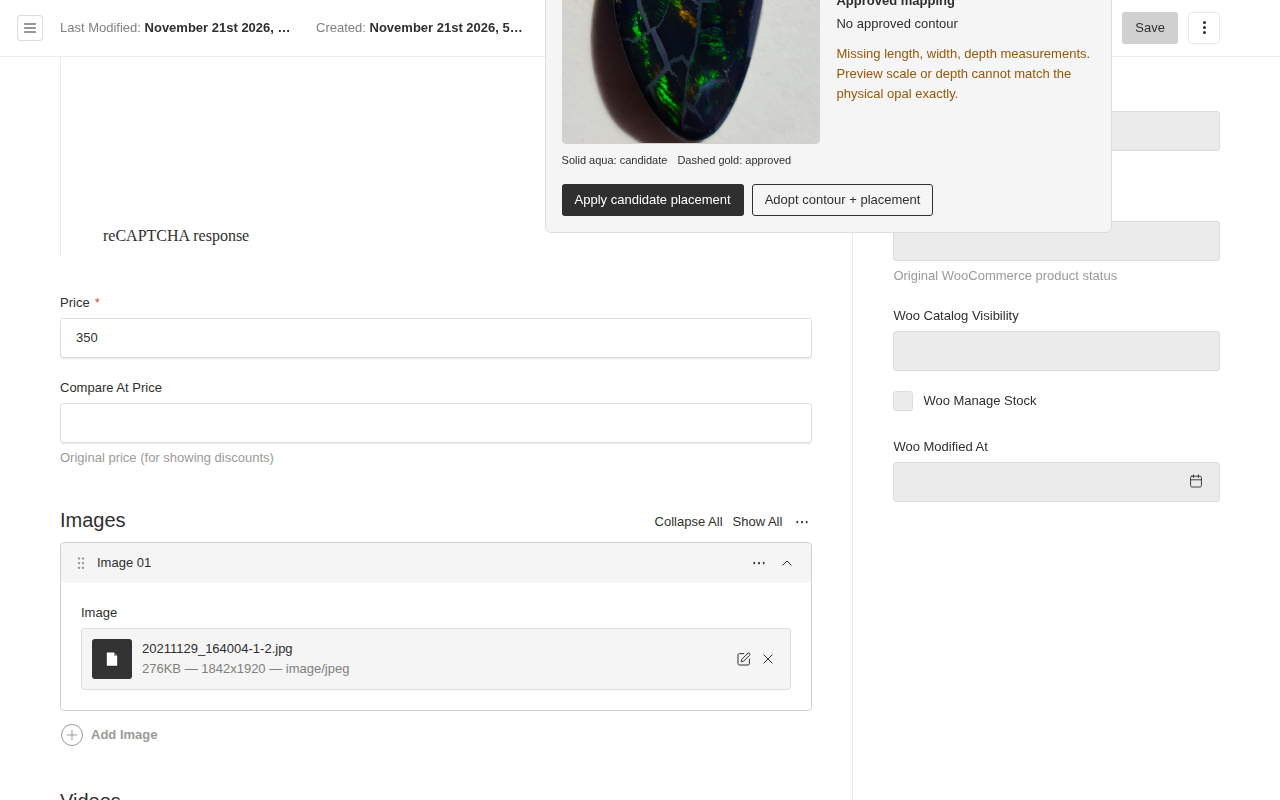 Last Modified: November 21st 2026, …
Created: November 21st 2026, 5…
Save
Approved mapping
No approved contour
Missing length, width, depth measurements.
Preview scale or depth cannot match the
physical opal exactly.
Solid aqua: candidate Dashed gold: approved
Apply candidate placement
Adopt contour + placement
reCAPTCHA response
Original WooCommerce product status
Price *
350
Woo Catalog Visibility
Compare At Price
Woo Manage Stock
Original price (for showing discounts)
Woo Modified At
Images
Collapse All
Show All
Image 01
Image
20211129_164004-1-2.jpg
276KB — 1842x1920 — image/jpeg
Add Image
Videos